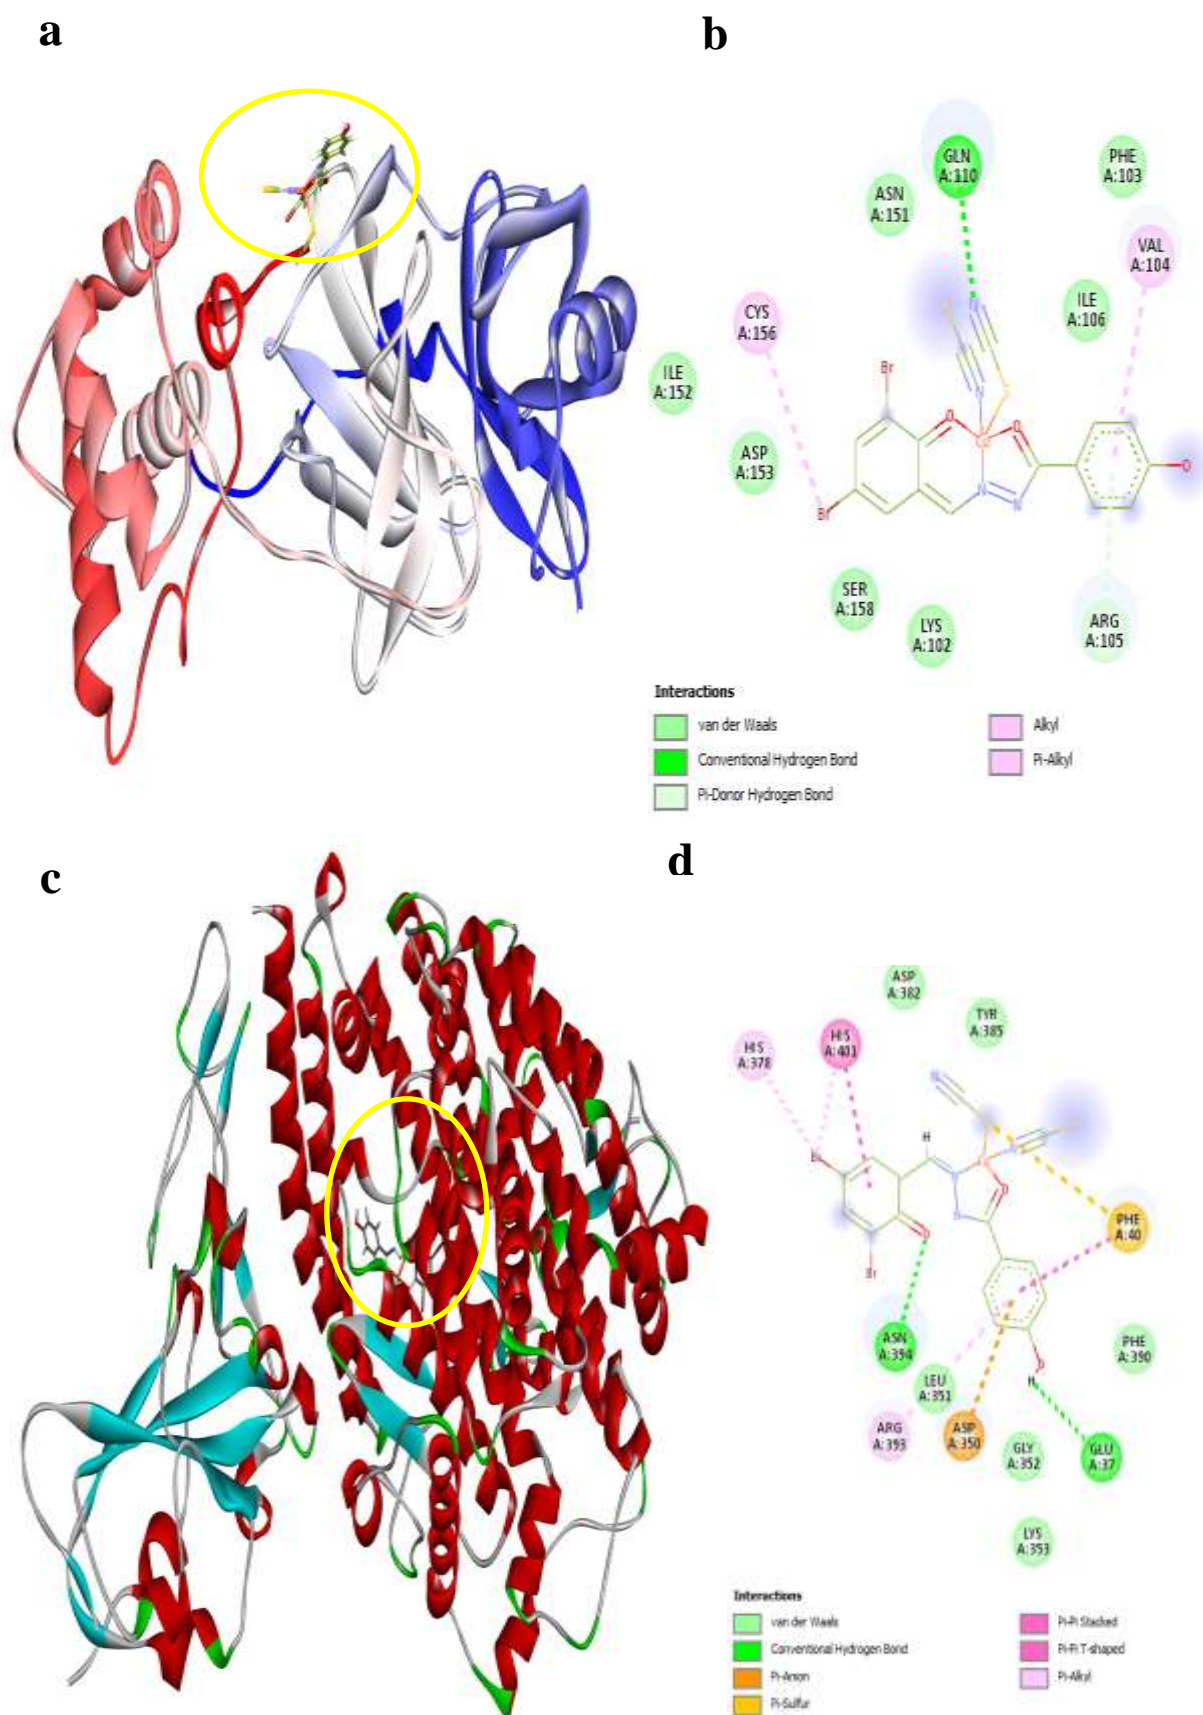 a
b
GLN
A:110
PHE
A:103
ASN
A:151
VAL
A:104
ILE
A:106
CYS
A:156
ILE
A:152
Br
N
N
O
O
O
ASP
A:153
Br
N
N
SER
A:158
LYS
A:102
ARG
A:105
Interactions
van der Waals
Conventional Hydrogen Bond
Pi-Donor Hydrogen Bond
Alkyl
Pi-Alkyl
c
d
ASP
A:382
TYR
A:385
HIS
A:401
HIS
A:378
N
H
Br
N
N
O
O
Br
PHE
A:40
ASN
A:394
PHE
A:390
LEU
A:351
O
H
ARG
A:393
ASP
A:350
GLY
A:352
GLU
A:37
LYS
A:353
Interactions
van der Waals
Conventional Hydrogen Bond
Pi-Anion
Pi-Sulfur
Pi-Pi Stacked
Pi-Pi T-shaped
Pi-Alkyl